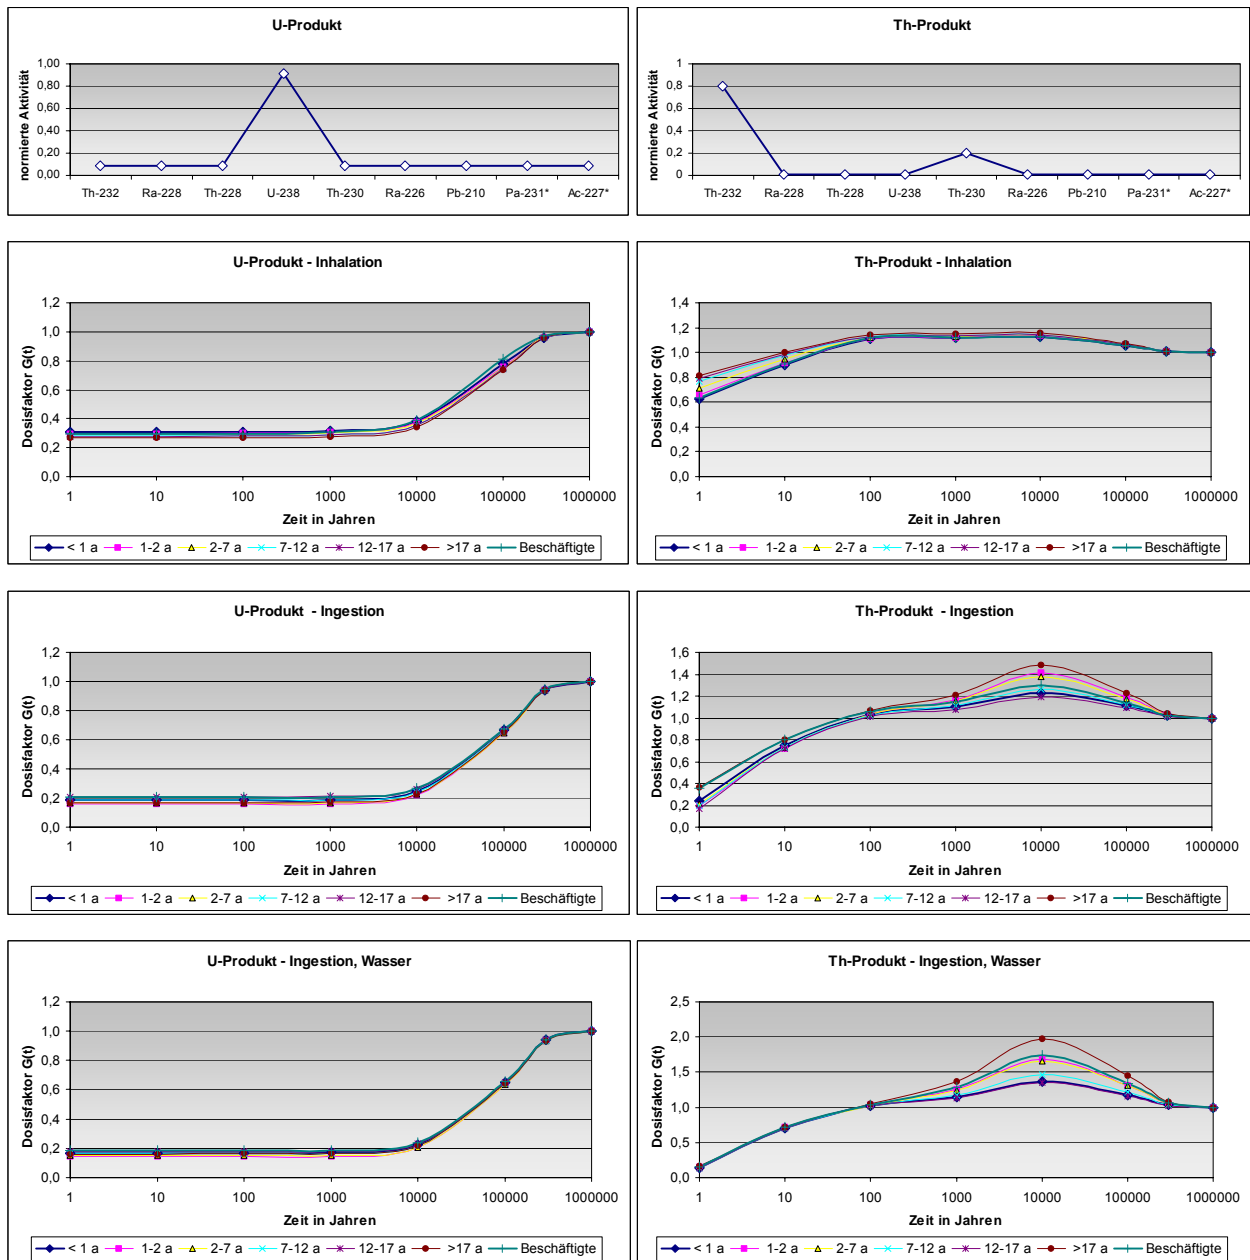 U-Produkt
normierte Aktivität
1,00
0,80
0,60
0,40
0,20
0,00
Th-232 Ra-228 Th-228 U-238 Th-230 Ra-226 Pb-210 Pa-231* Ac-227*
Th-Produkt
normierte Aktivität
1
0,8
0,6
0,4
0,2
0
Th-232 Ra-228 Th-228 U-238 Th-230 Ra-226 Pb-210 Pa-231* Ac-227*
U-Produkt - Inhalation
Dosisfaktor G(t)
1,2
1,0
0,8
0,6
0,4
0,2
0,0
1 10 100 1000 10000 100000 1000000
Zeit in Jahren
< 1 a 1-2 a 2-7 a 7-12 a 12-17 a >17 a Beschäftigte
Th-Produkt - Inhalation
Dosisfaktor G(t)
1,4
1,2
1,0
0,8
0,6
0,4
0,2
0,0
1 10 100 1000 10000 100000 1000000
Zeit in Jahren
< 1 a 1-2 a 2-7 a 7-12 a 12-17 a >17 a Beschäftigte
U-Produkt - Ingestion
Dosisfaktor G(t)
1,2
1,0
0,8
0,6
0,4
0,2
0,0
1 10 100 1000 10000 100000 1000000
Zeit in Jahren
< 1 a 1-2 a 2-7 a 7-12 a 12-17 a >17 a Beschäftigte
Th-Produkt - Ingestion
Dosisfaktor G(t)
1,6
1,4
1,2
1,0
0,8
0,6
0,4
0,2
0,0
1 10 100 1000 10000 100000 1000000
Zeit in Jahren
< 1 a 1-2 a 2-7 a 7-12 a 12-17 a >17 a Beschäftigte
U-Produkt - Ingestion, Wasser
Dosisfaktor G(t)
1,2
1,0
0,8
0,6
0,4
0,2
0,0
1 10 100 1000 10000 100000 1000000
Zeit in Jahren
< 1 a 1-2 a 2-7 a 7-12 a 12-17 a >17 a Beschäftigte
Th-Produkt - Ingestion, Wasser
Dosisfaktor G(t)
2,5
2,0
1,5
1,0
0,5
0,0
1 10 100 1000 10000 100000 1000000
Zeit in Jahren
< 1 a 1-2 a 2-7 a 7-12 a 12-17 a >17 a Beschäftigte